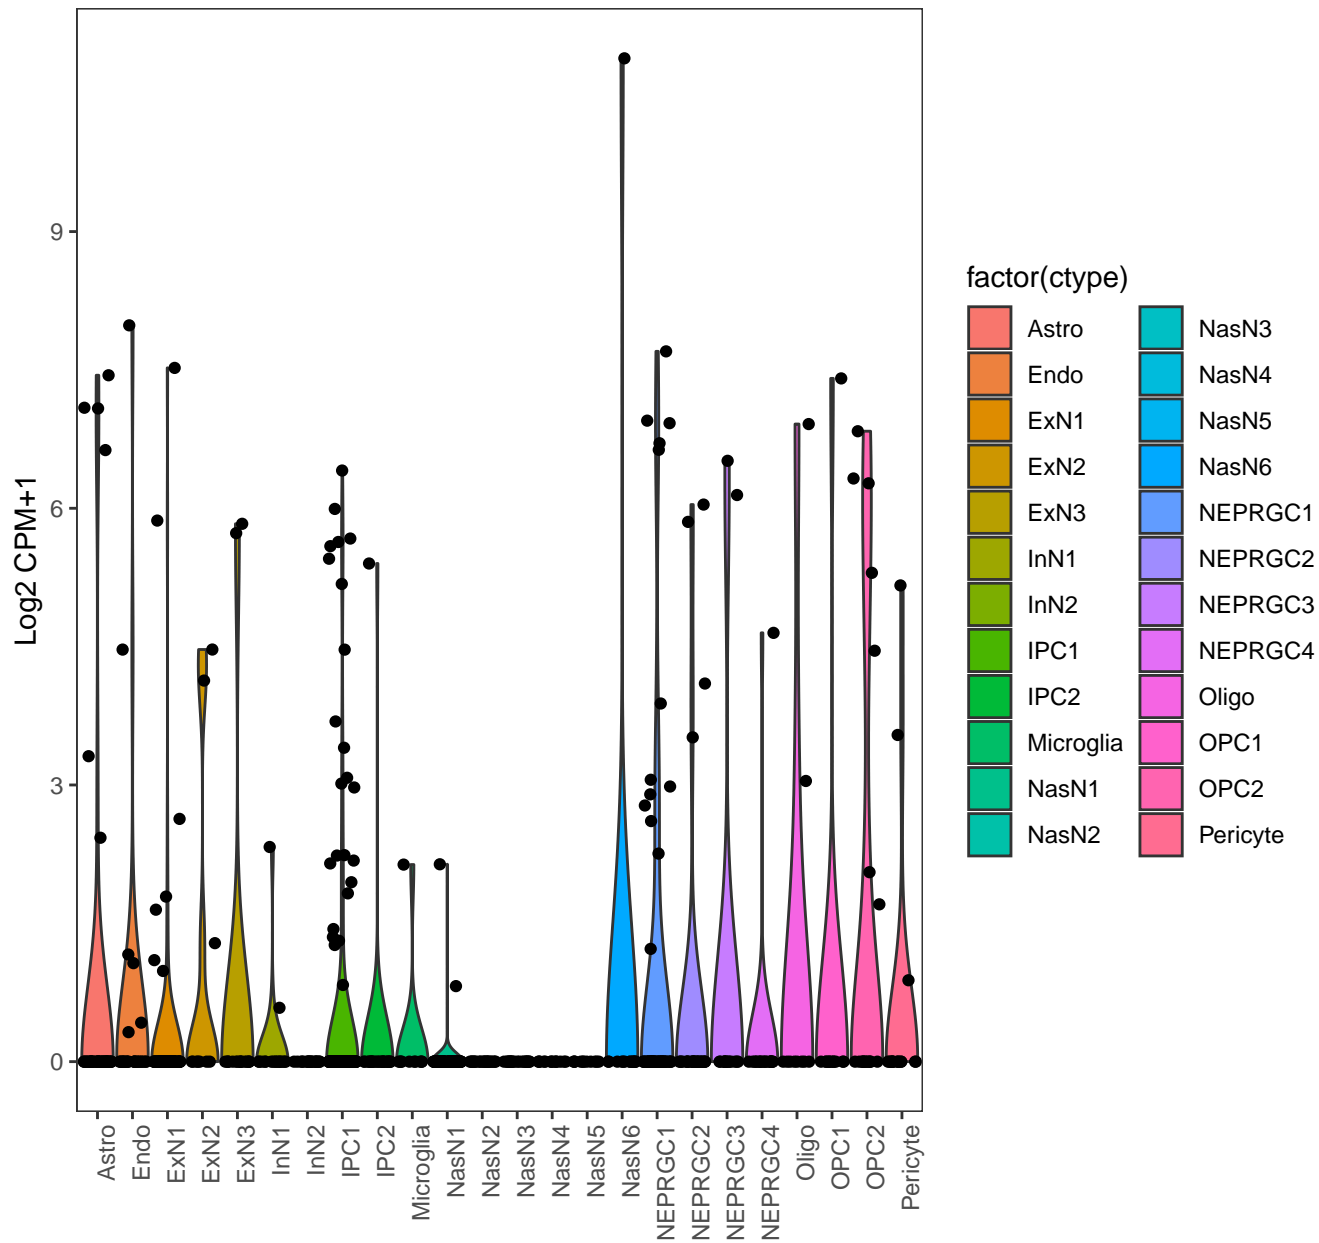 Log2 CPM+1
9
6
3
0
Astro
Endo
ExN1
ExN2
ExN3
InN1
InN2
IPC1
IPC2
Microglia
NasN1
NasN2
NasN3
NasN4
NasN5
NasN6
NEPRGC1
NEPRGC2
NEPRGC3
NEPRGC4
Oligo
OPC1
OPC2
Pericyte
factor(ctype)
Astro
Endo
ExN1
ExN2
ExN3
InN1
InN2
IPC1
IPC2
Microglia
NasN1
NasN2
NasN3
NasN4
NasN5
NasN6
NEPRGC1
NEPRGC2
NEPRGC3
NEPRGC4
Oligo
OPC1
OPC2
Pericyte